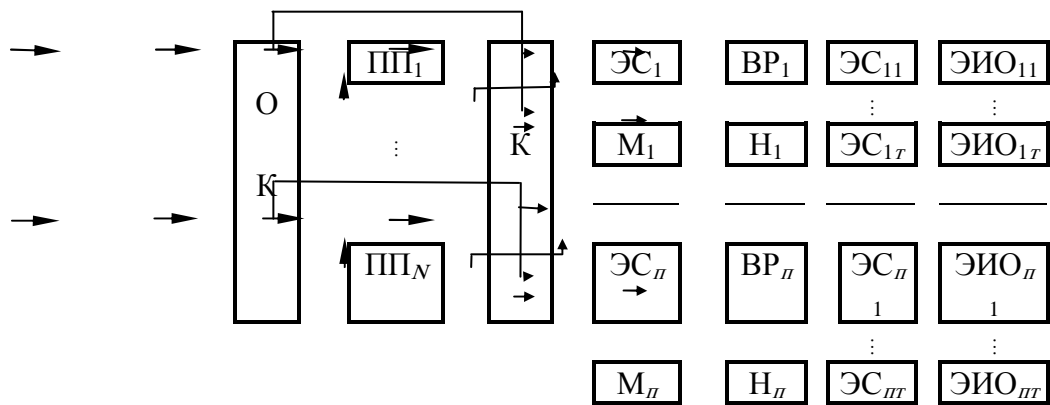 ПП₁ ЭС₁ ВР₁ ЭС₁₁ ЭИО₁₁
О ⋮ ⋮
⋮ К М₁ Н₁ ЭС₁т ЭИО₁т
К
ППN ЭСп ВРп ЭСп ЭИОп
1 1
⋮ ⋮
Мп Нп ЭСпт ЭИОпт